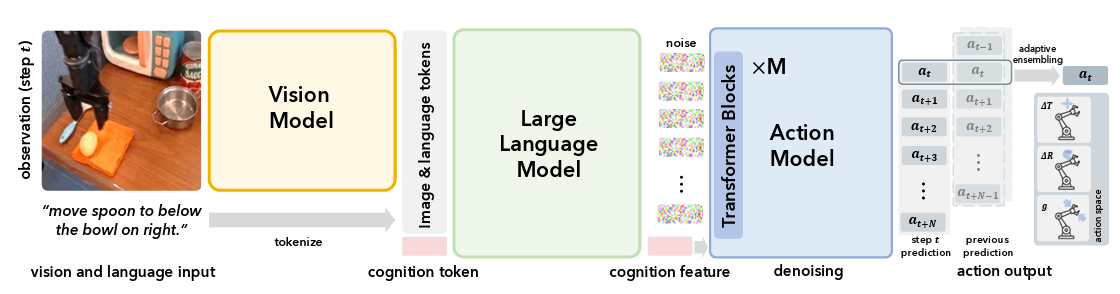 observation (step t)
"move spoon to below
the bowl on right."
vision and language input
Vision
Model
tokenize
Image & language tokens
cognition token
Large
Language
Model
noise
⋮
cognition feature
Transformer Blocks
×M
Action
Model
denoising
a_t
a_{t+1}
a_{t+2}
a_{t+3}
⋮
a_{t+N}
step t
prediction
a_{t−1}
a_t
a_{t+1}
a_{t+2}
⋮
a_{t+N−1}
previous
prediction
adaptive
ensembling
a_t
ΔT
ΔR
g
action space
action output